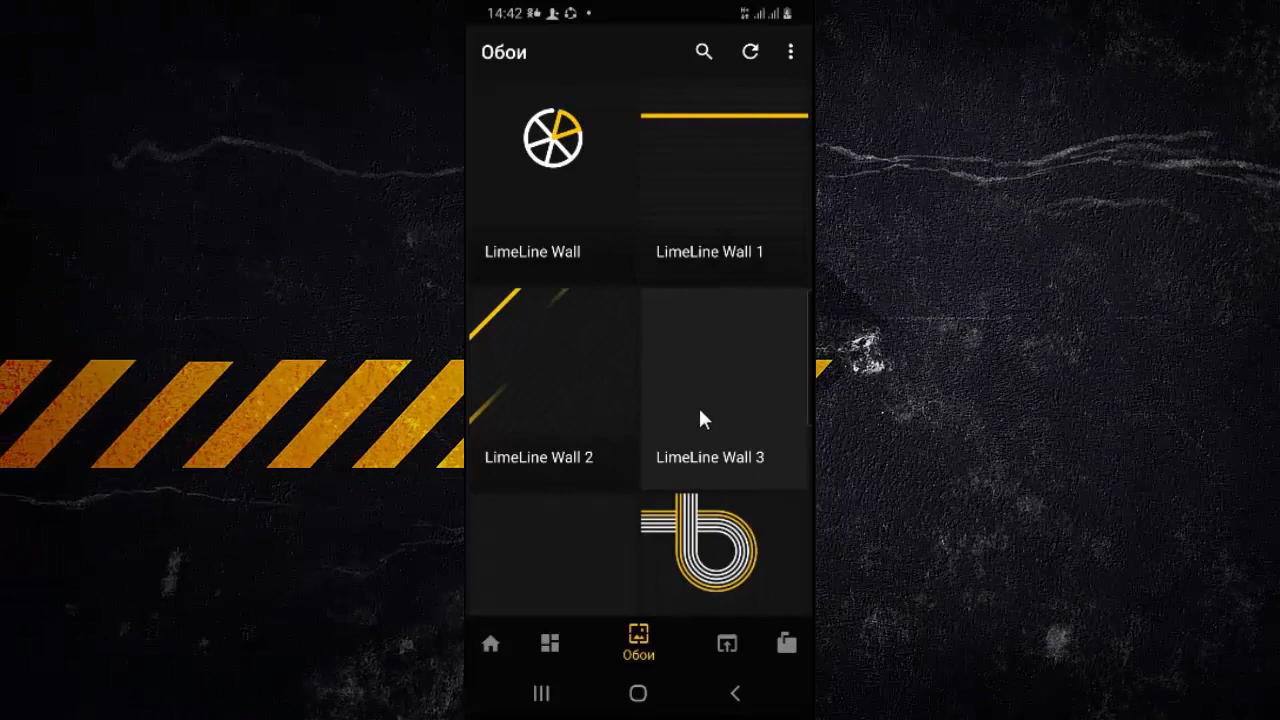 14:42
Обои
LimeLine Wall
LimeLine Wall 1
LimeLine Wall 2
LimeLine Wall 3
Обои